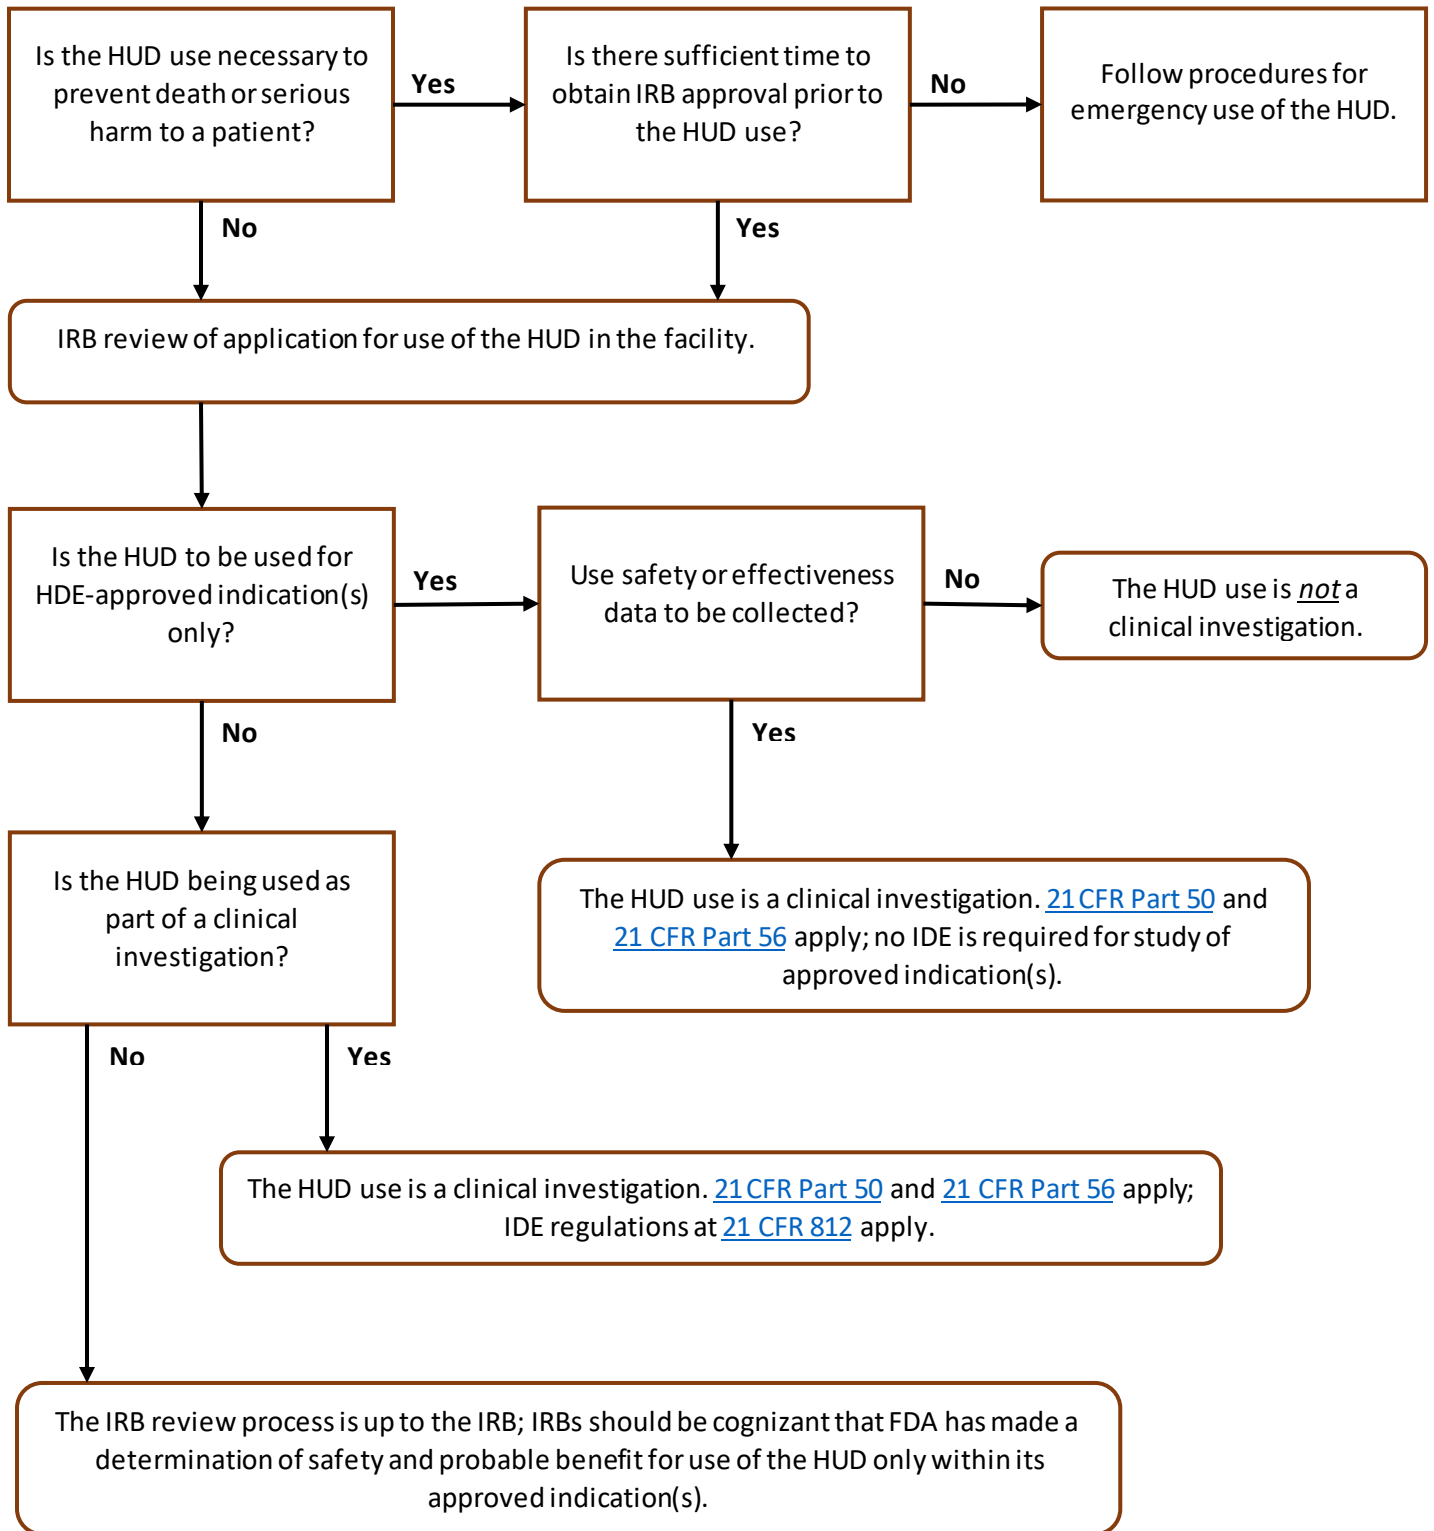 Is the HUD use necessary to
prevent death or serious
harm to a patient?
Yes
Is there sufficient time to
obtain IRB approval prior to
the HUD use?
No
Follow procedures for
emergency use of the HUD.
No
Yes
IRB review of application for use of the HUD in the facility.
Is the HUD to be used for
HDE-approved indication(s)
only?
Yes
Use safety or effectiveness
data to be collected?
No
The HUD use is not a
clinical investigation.
No
Yes
Is the HUD being used as
part of a clinical
investigation?
The HUD use is a clinical investigation. 21 CFR Part 50 and
21 CFR Part 56 apply; no IDE is required for study of
approved indication(s).
No
Yes
The HUD use is a clinical investigation. 21 CFR Part 50 and 21 CFR Part 56 apply;
IDE regulations at 21 CFR 812 apply.
The IRB review process is up to the IRB; IRBs should be cognizant that FDA has made a
determination of safety and probable benefit for use of the HUD only within its
approved indication(s).